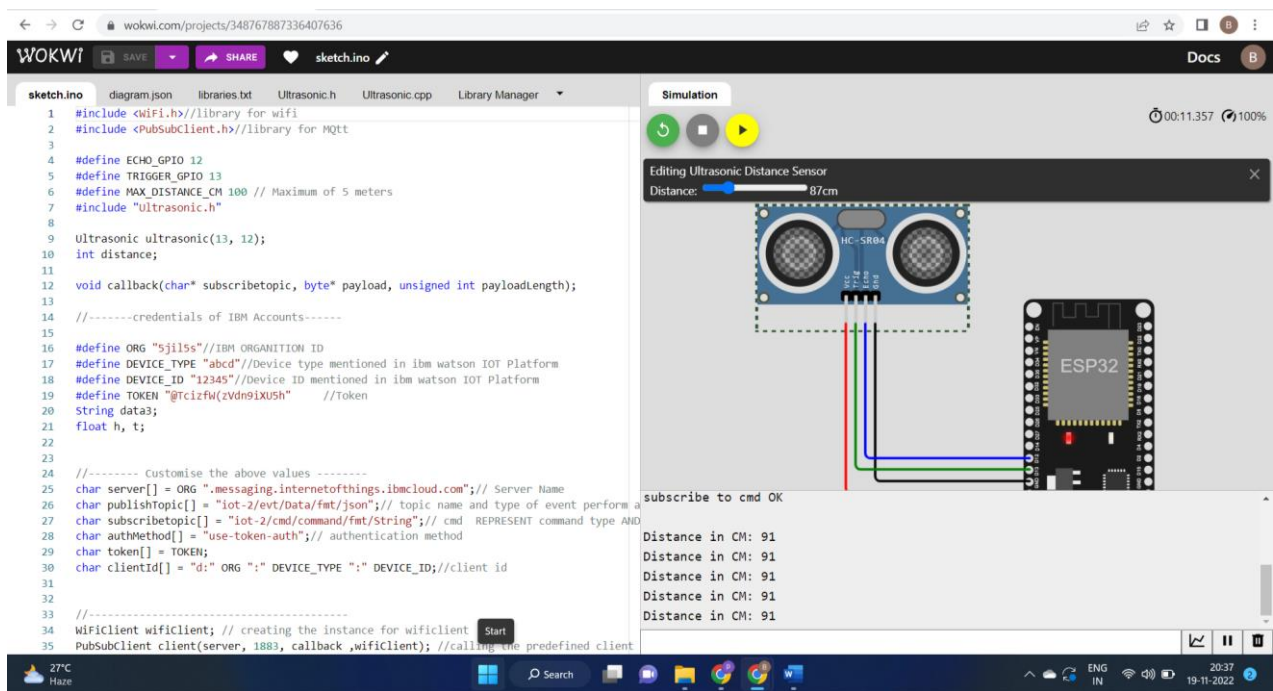 wokwi.com/projects/348767887336407636
B
WOKWI SAVE SHARE sketch.ino Docs B
sketch.ino diagram.json libraries.txt Ultrasonic.h Ultrasonic.cpp Library Manager
1 #include <WiFi.h>//library for wifi
2 #include <PubSubClient.h>//library for MQtt
3
4 #define ECHO_GPIO 12
5 #define TRIGGER_GPIO 13
6 #define MAX_DISTANCE_CM 100 // Maximum of 5 meters
7 #include "Ultrasonic.h"
8
9 Ultrasonic ultrasonic(13, 12);
10 int distance;
11
12 void callback(char* subscribetopic, byte* payload, unsigned int payloadLength);
13
14 //-------credentials of IBM Accounts------
15
16 #define ORG "5jil5s"//IBM ORGANITION ID
17 #define DEVICE_TYPE "abcd"//Device type mentioned in ibm watson IOT Platform
18 #define DEVICE_ID "12345"//Device ID mentioned in ibm watson IOT Platform
19 #define TOKEN "@TcizfW(zVdn9iXU5h" //Token
20 String data3;
21 float h, t;
22
23
24 //-------- Customise the above values --------
25 char server[] = ORG ".messaging.internetofthings.ibmcloud.com";// Server Name
26 char publishTopic[] = "iot-2/evt/Data/fmt/json";// topic name and type of event perform a
27 char subscribetopic[] = "iot-2/cmd/command/fmt/String";// cmd REPRESENT command type AND
28 char authMethod[] = "use-token-auth";// authentication method
29 char token[] = TOKEN;
30 char clientId[] = "d:" ORG ":" DEVICE_TYPE ":" DEVICE_ID;//client id
31
32
33 //-----------------------------------------
34 WiFiClient wifiClient; // creating the instance for wificlient
35 PubSubClient client(server, 1883, callback ,wifiClient); //calling the predefined client
Start
Simulation
00:11.357 100%
Editing Ultrasonic Distance Sensor
Distance: 87cm
HC-SR04
Vcc Trig Echo Gnd
ESP32
subscribe to cmd OK
Distance in CM: 91
Distance in CM: 91
Distance in CM: 91
Distance in CM: 91
Distance in CM: 91
27°C
Haze
Search
ENG
IN
20:37
19-11-2022
2